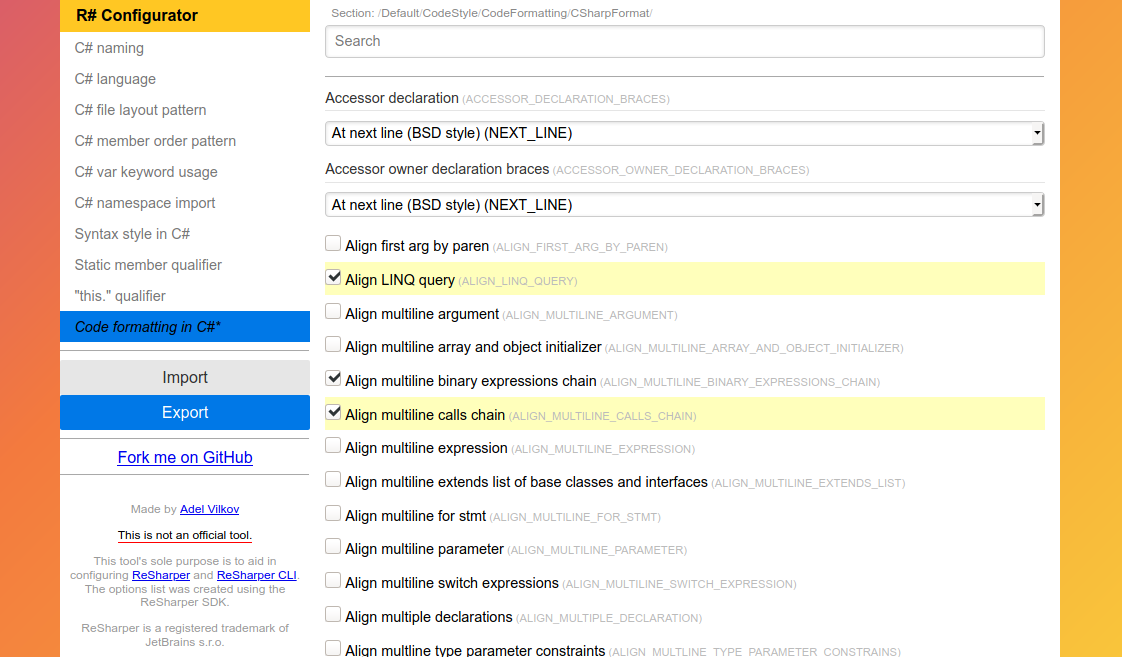 R# Configurator
C# naming
C# language
C# file layout pattern
C# member order pattern
C# var keyword usage
C# namespace import
Syntax style in C#
Static member qualifier
"this." qualifier
Code formatting in C#*
Import
Export
Fork me on GitHub
Made by Adel Vilkov
This is not an official tool.
This tool's sole purpose is to aid in
configuring ReSharper and ReSharper CLI.
The options list was created using the
ReSharper SDK.
ReSharper is a registered trademark of
JetBrains s.r.o.
Section: /Default/CodeStyle/CodeFormatting/CSharpFormat/
Search
Accessor declaration (ACCESSOR_DECLARATION_BRACES)
At next line (BSD style) (NEXT_LINE)
Accessor owner declaration braces (ACCESSOR_OWNER_DECLARATION_BRACES)
At next line (BSD style) (NEXT_LINE)
Align first arg by paren (ALIGN_FIRST_ARG_BY_PAREN)
Align LINQ query (ALIGN_LINQ_QUERY)
Align multiline argument (ALIGN_MULTILINE_ARGUMENT)
Align multiline array and object initializer (ALIGN_MULTILINE_ARRAY_AND_OBJECT_INITIALIZER)
Align multiline binary expressions chain (ALIGN_MULTILINE_BINARY_EXPRESSIONS_CHAIN)
Align multiline calls chain (ALIGN_MULTILINE_CALLS_CHAIN)
Align multiline expression (ALIGN_MULTILINE_EXPRESSION)
Align multiline extends list of base classes and interfaces (ALIGN_MULTILINE_EXTENDS_LIST)
Align multiline for stmt (ALIGN_MULTILINE_FOR_STMT)
Align multiline parameter (ALIGN_MULTILINE_PARAMETER)
Align multiline switch expressions (ALIGN_MULTILINE_SWITCH_EXPRESSION)
Align multiple declarations (ALIGN_MULTIPLE_DECLARATION)
Align multline type parameter constraints (ALIGN_MULTLINE_TYPE_PARAMETER_CONSTRAINS)